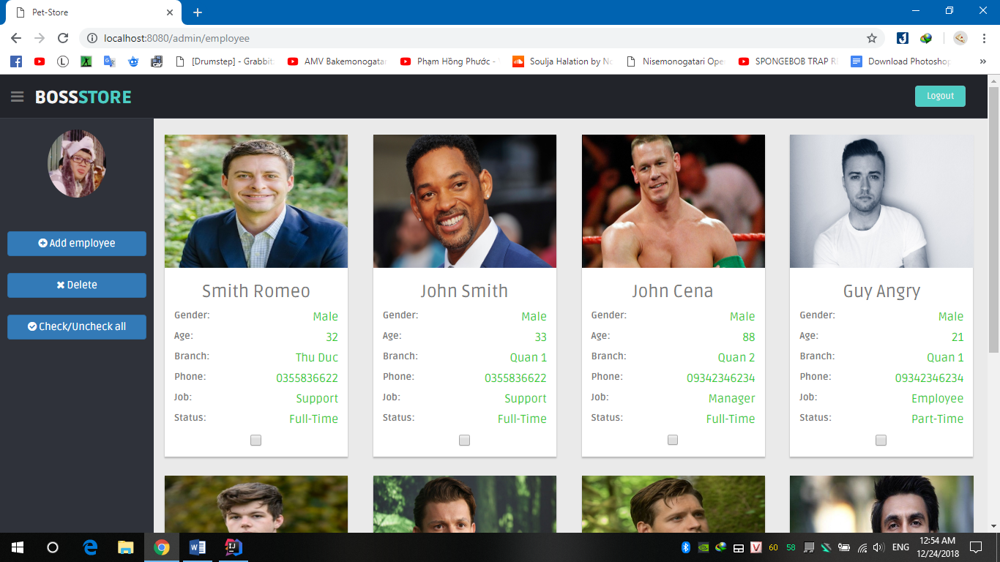 Pet-Store
localhost:8080/admin/employee
[Drumstep] - Grabbit
AMV Bakemonogatar
Phạm Hồng Phước -
Soulja Halation by No
Nisemonogatari Ope
SPONGEBOB TRAP RE
Download Photoshop
BOSSSTORE
Logout
Add employee
Delete
Check/Uncheck all
Smith Romeo
Gender: Male
Age: 32
Branch: Thu Duc
Phone: 0355836622
Job: Support
Status: Full-Time
John Smith
Gender: Male
Age: 33
Branch: Quan 1
Phone: 0355836622
Job: Support
Status: Full-Time
John Cena
Gender: Male
Age: 88
Branch: Quan 2
Phone: 09342346234
Job: Manager
Status: Full-Time
Guy Angry
Gender: Male
Age: 21
Branch: Quan 1
Phone: 09342346234
Job: Employee
Status: Part-Time
60 58 ENG
12:54 AM
12/24/2018